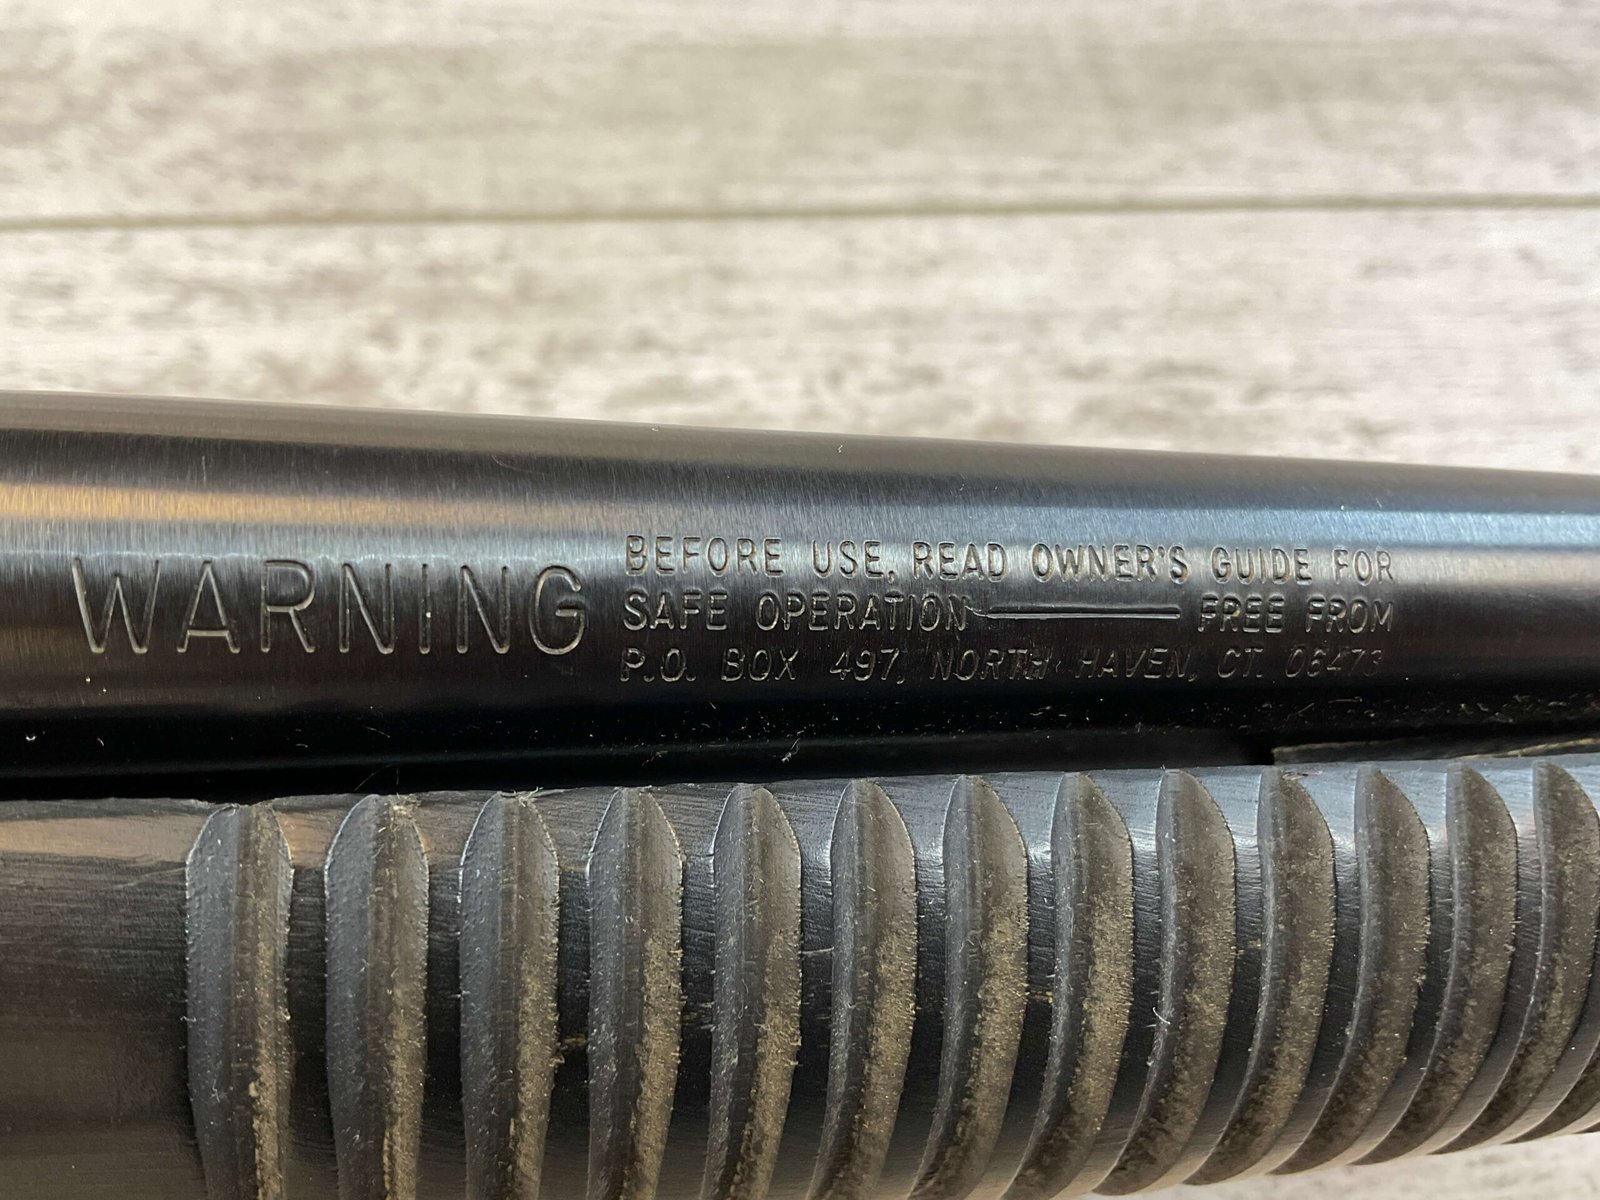 WARNING
BEFORE USE, READ OWNER'S GUIDE FOR
SAFE OPERATION——FREE FROM
P.O. BOX 497, NORTH HAVEN, CT. 06473